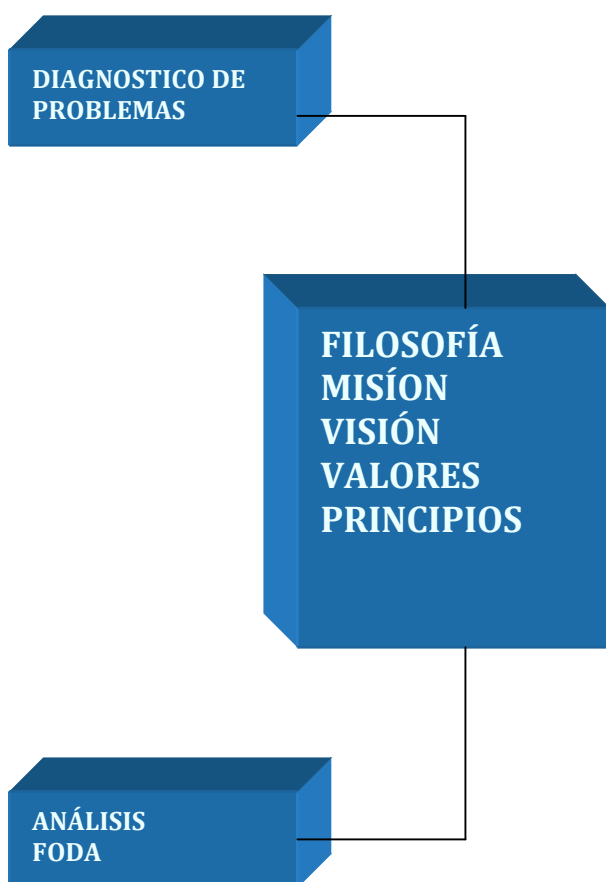 DIAGNOSTICO DE
PROBLEMAS
FILOSOFÍA
MISÍON
VISIÓN
VALORES
PRINCIPIOS
ANÁLISIS
FODA